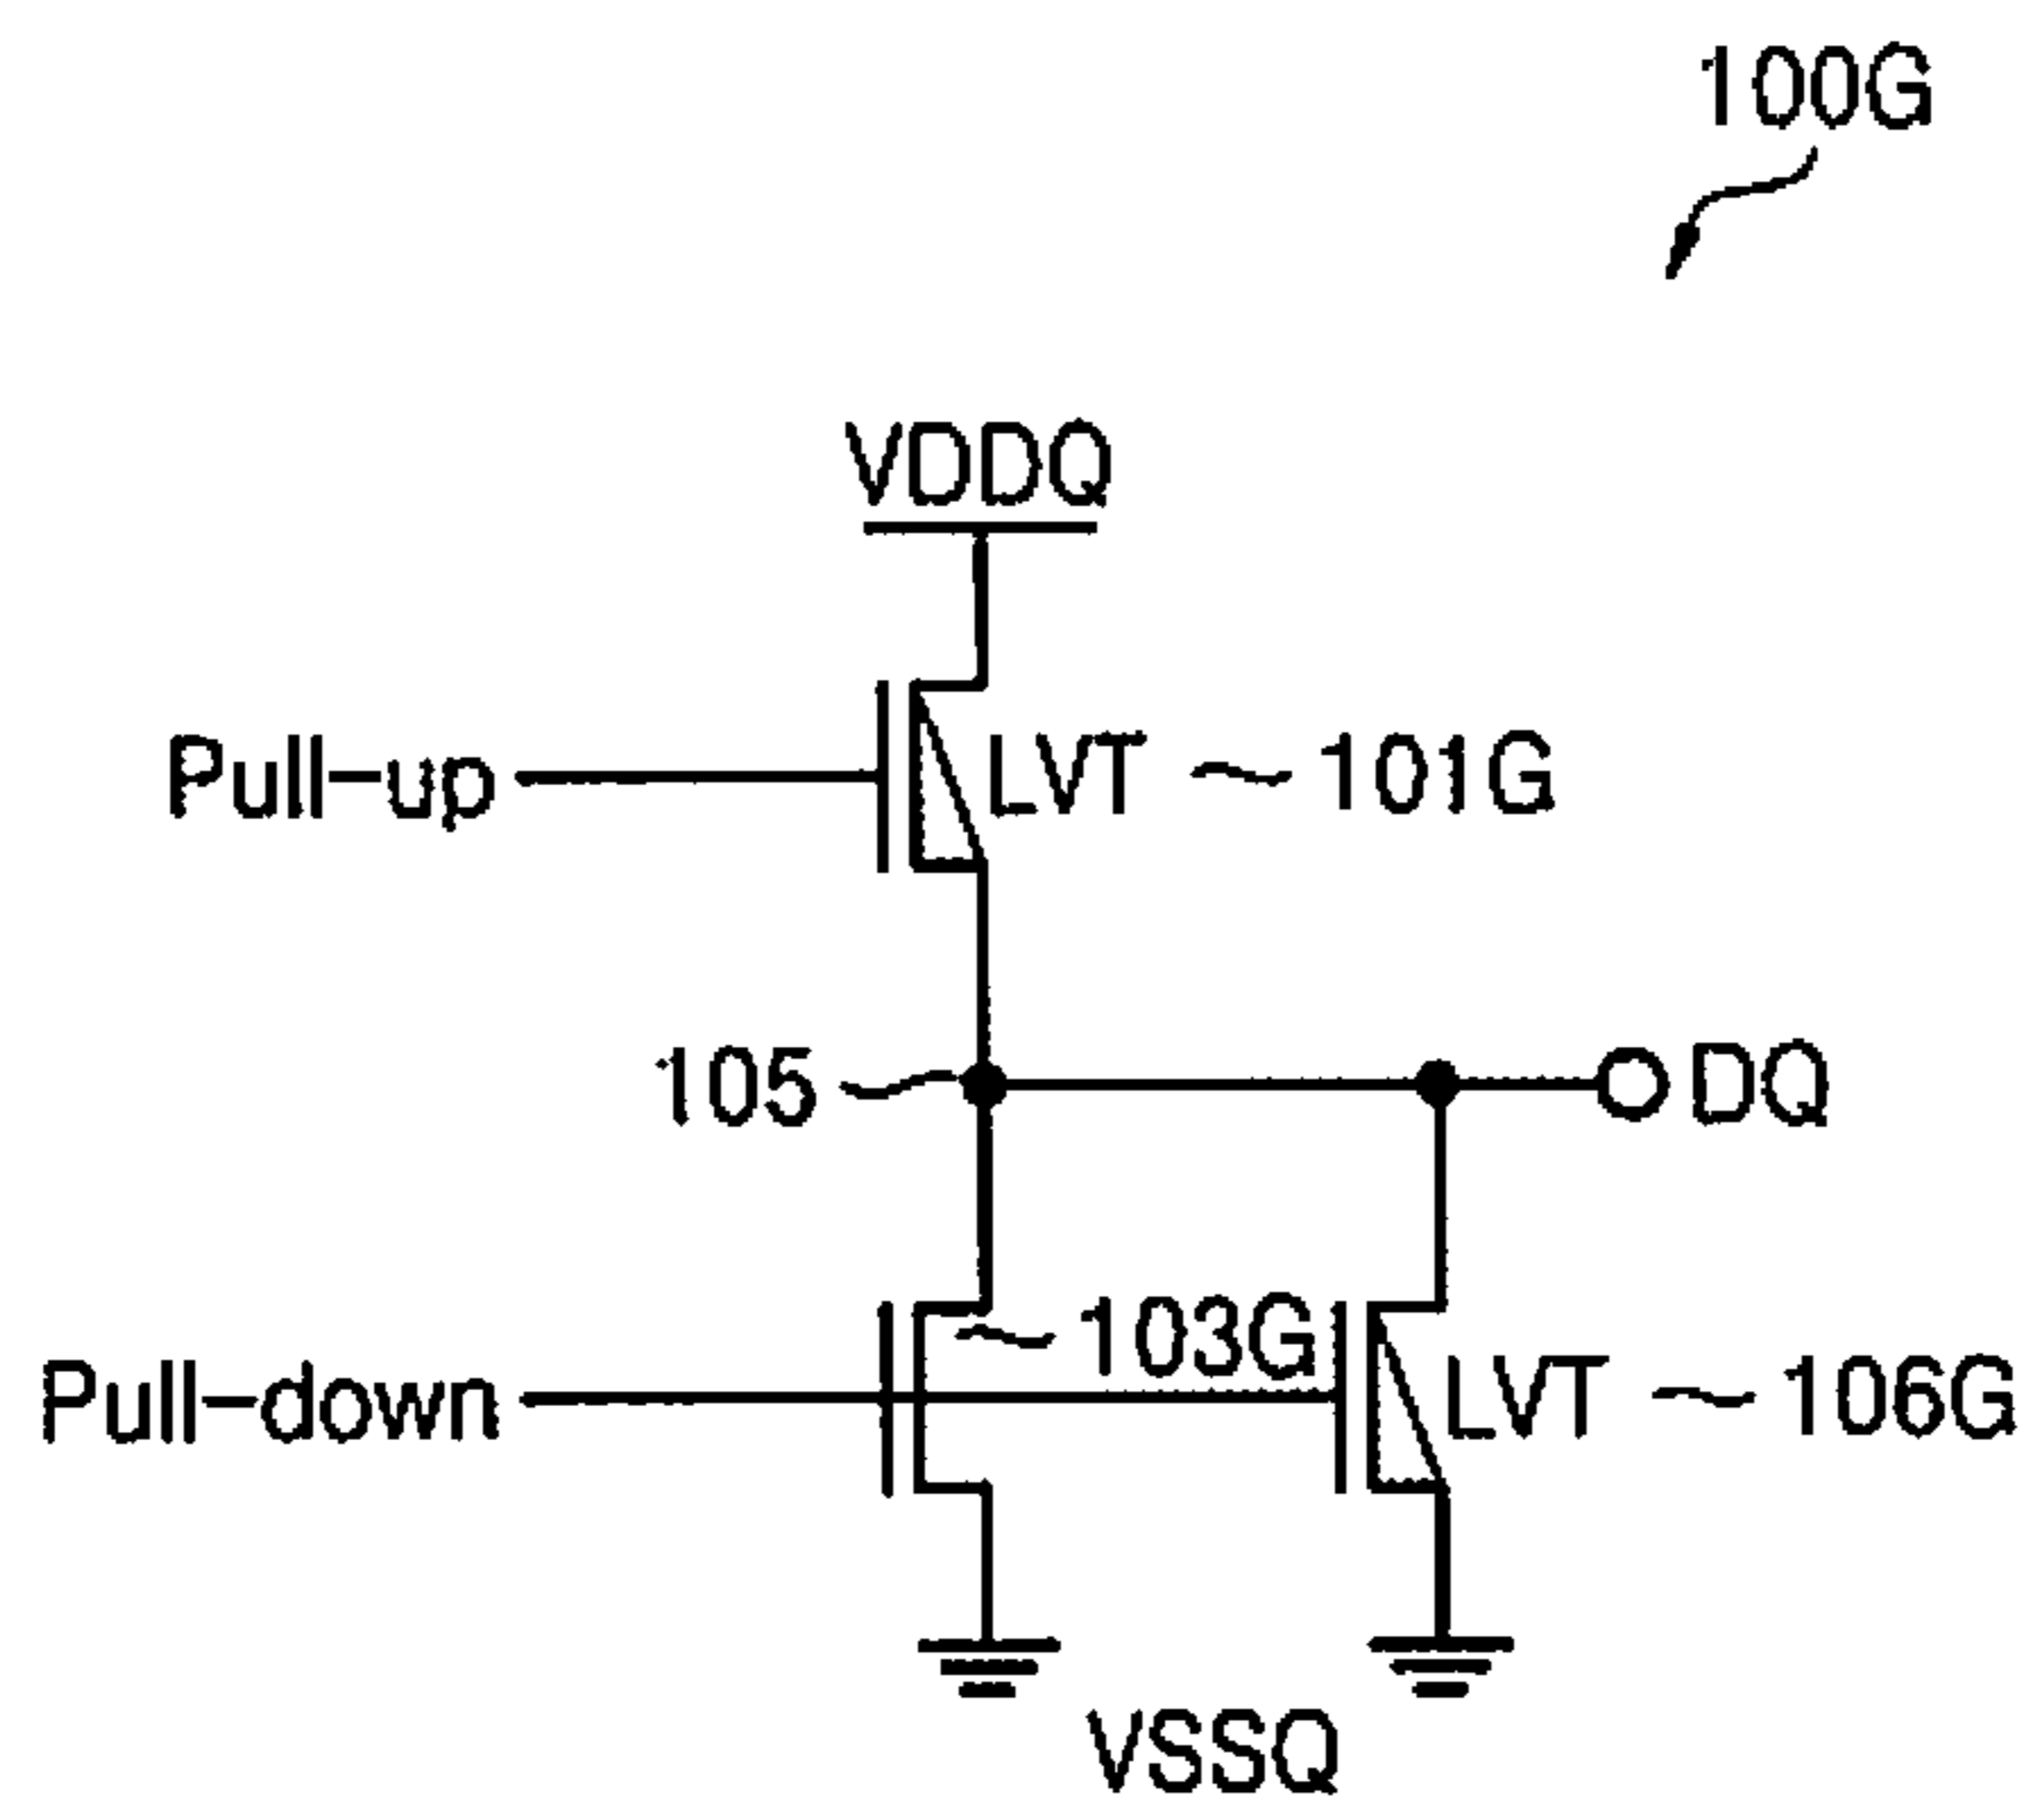 100G
VDDQ
Pull-up
LVT ~ 101G
105
DQ
~ 103G
Pull-down
LVT ~ 106G
VSSQ